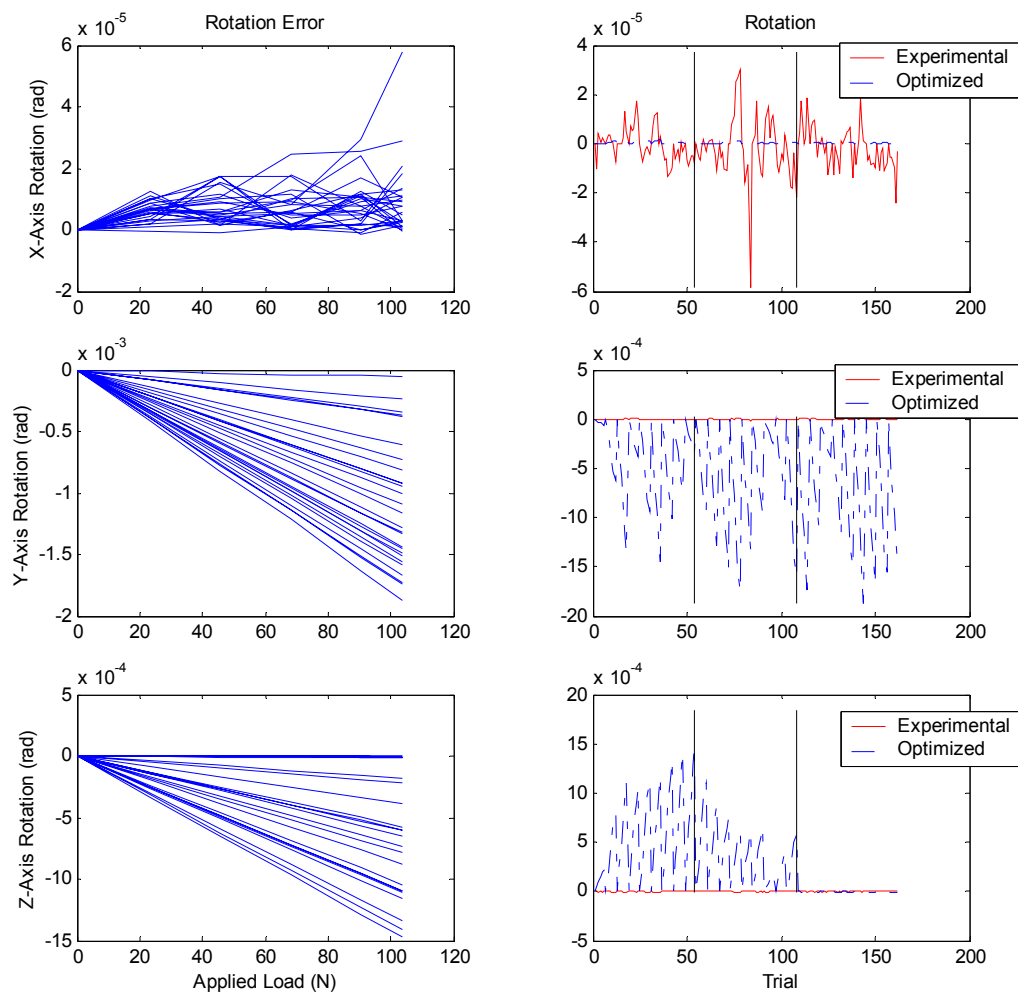 Rotation Error
x 10-5
6
4
2
0
-2
0 20 40 60 80 100 120
X-Axis Rotation (rad)
Rotation
x 10-5
4
2
0
-2
-4
-6
0 50 100 150 200
Experimental
Optimized
x 10-3
0
-0.5
-1
-1.5
-2
0 20 40 60 80 100 120
Y-Axis Rotation (rad)
x 10-4
5
0
-5
-10
-15
-20
0 50 100 150 200
Experimental
Optimized
x 10-4
5
0
-5
-10
-15
0 20 40 60 80 100 120
Z-Axis Rotation (rad)
Applied Load (N)
x 10-4
20
15
10
5
0
-5
0 50 100 150 200
Trial
Experimental
Optimized